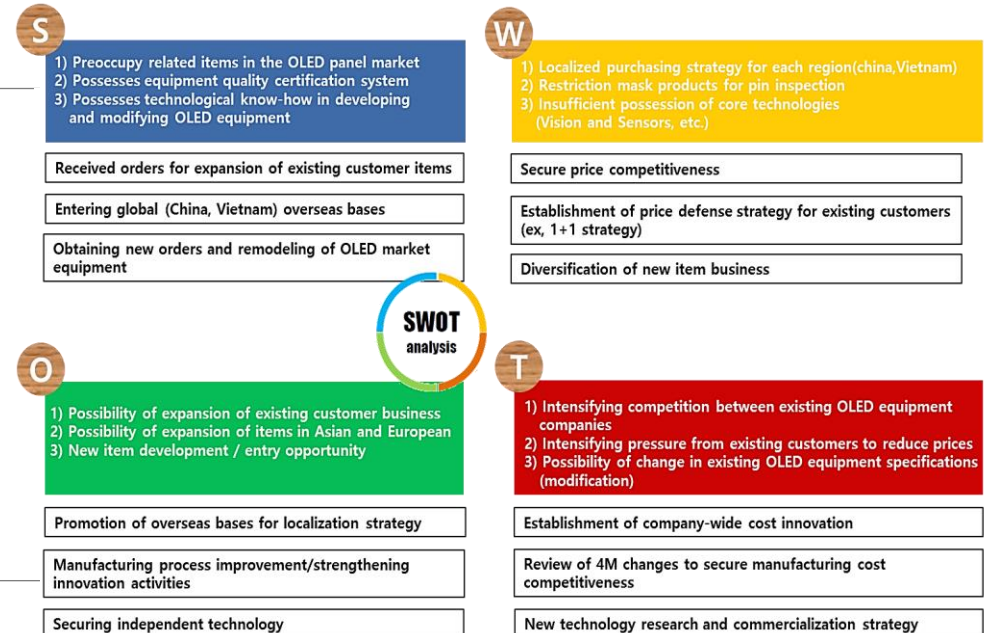 S
1) Preoccupy related items in the OLED panel market
2) Possesses equipment quality certification system
3) Possesses technological know-how in developing
and modifying OLED equipment
Received orders for expansion of existing customer items
Entering global (China, Vietnam) overseas bases
Obtaining new orders and remodeling of OLED market
equipment
W
1) Localized purchasing strategy for each region(china,Vietnam)
2) Restriction mask products for pin inspection
3) Insufficient possession of core technologies
(Vision and Sensors, etc.)
Secure price competitiveness
Establishment of price defense strategy for existing customers
(ex, 1+1 strategy)
Diversification of new item business
SWOT
analysis
O
1) Possibility of expansion of existing customer business
2) Possibility of expansion of items in Asian and European
3) New item development / entry opportunity
Promotion of overseas bases for localization strategy
Manufacturing process improvement/strengthening
innovation activities
Securing independent technology
T
1) Intensifying competition between existing OLED equipment
companies
2) Intensifying pressure from existing customers to reduce prices
3) Possibility of change in existing OLED equipment specifications
(modification)
Establishment of company-wide cost innovation
Review of 4M changes to secure manufacturing cost
competitiveness
New technology research and commercialization strategy